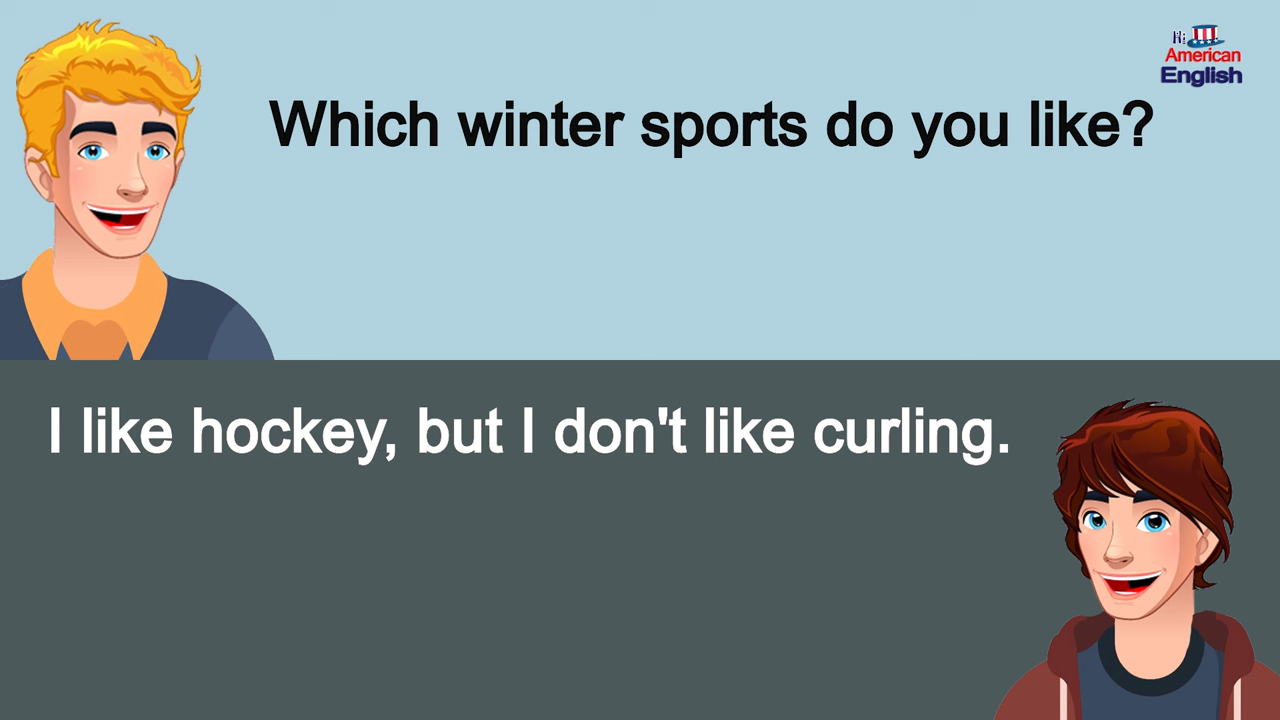 Hi
American
English
Which winter sports do you like?
I like hockey, but I don't like curling.